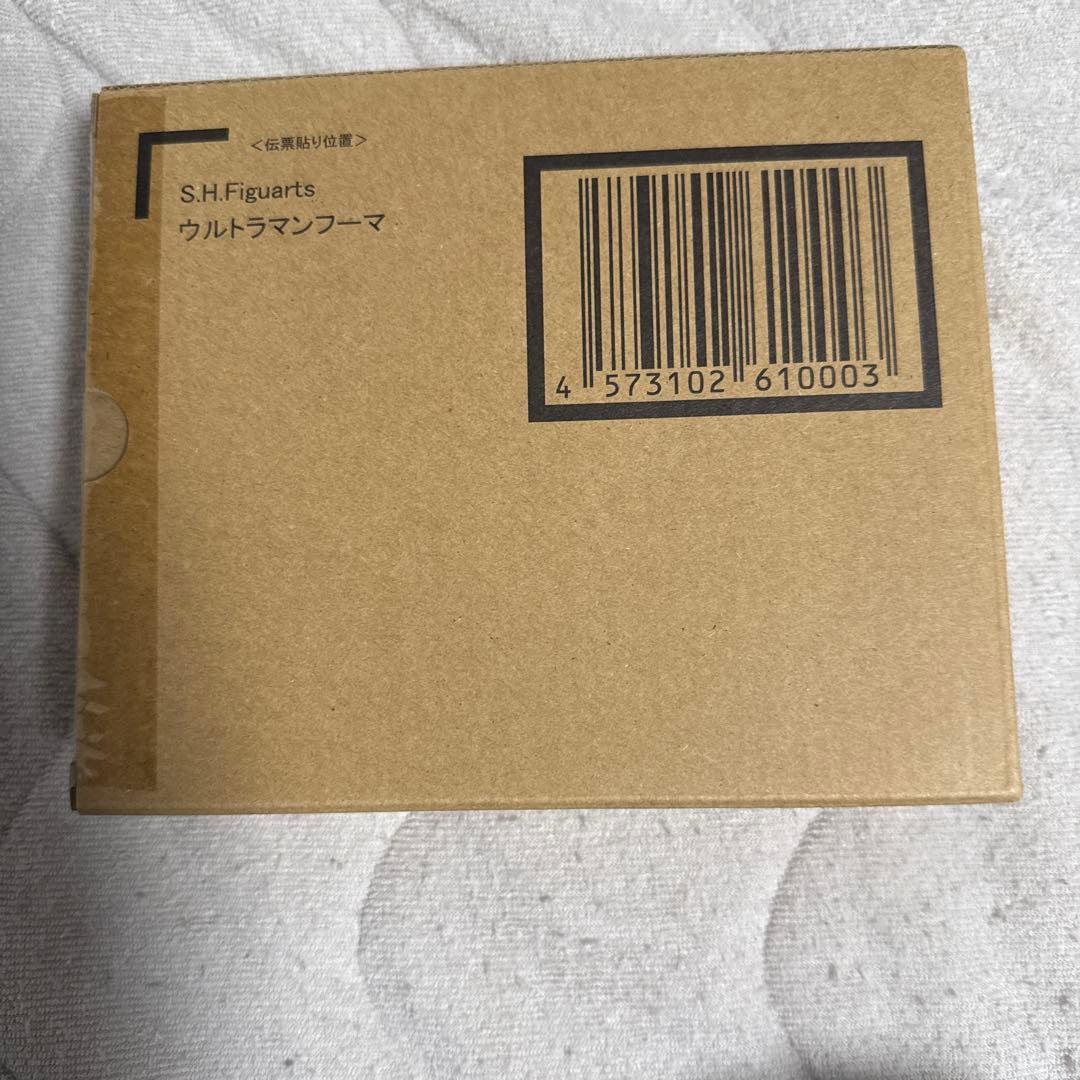 <伝票貼り位置>
S.H.Figuarts
ウルトラマンフーマ
4 573102 610003